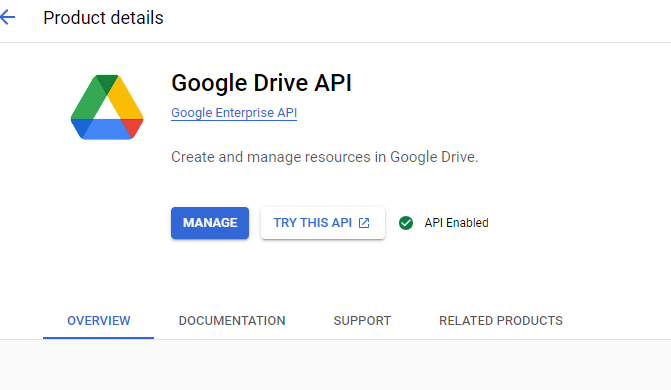 Product details
Google Drive API
Google Enterprise API
Create and manage resources in Google Drive.
MANAGE TRY THIS API API Enabled
OVERVIEW DOCUMENTATION SUPPORT RELATED PRODUCTS